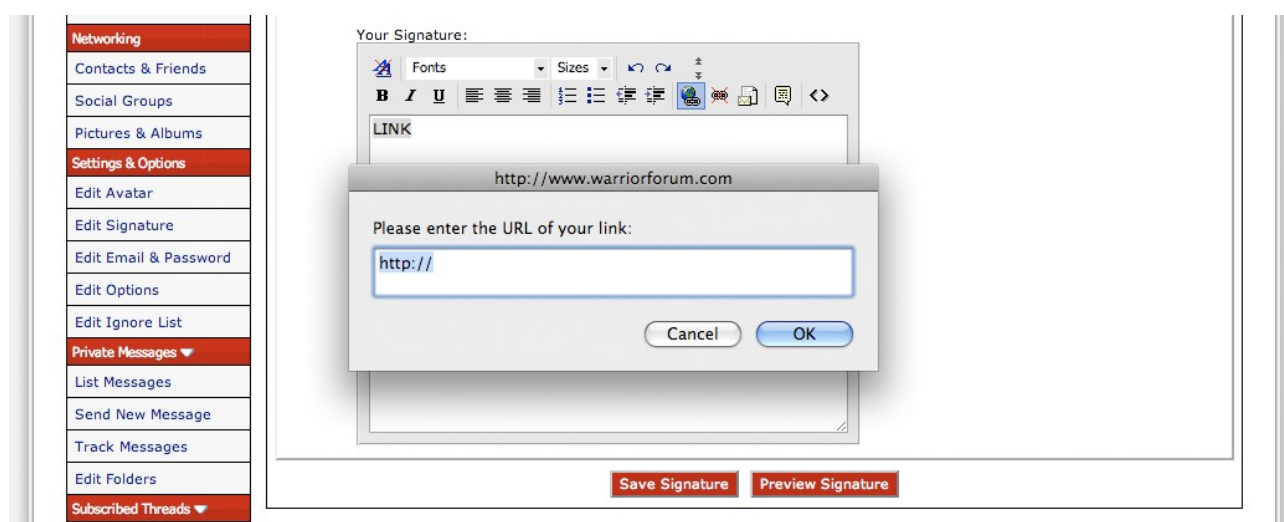 Networking
Contacts & Friends
Social Groups
Pictures & Albums
Settings & Options
Edit Avatar
Edit Signature
Edit Email & Password
Edit Options
Edit Ignore List
Private Messages
List Messages
Send New Message
Track Messages
Edit Folders
Subscribed Threads
Your Signature:
Fonts Sizes
B I U
LINK
http://www.warriorforum.com
Please enter the URL of your link:
http://
Cancel OK
Save Signature Preview Signature